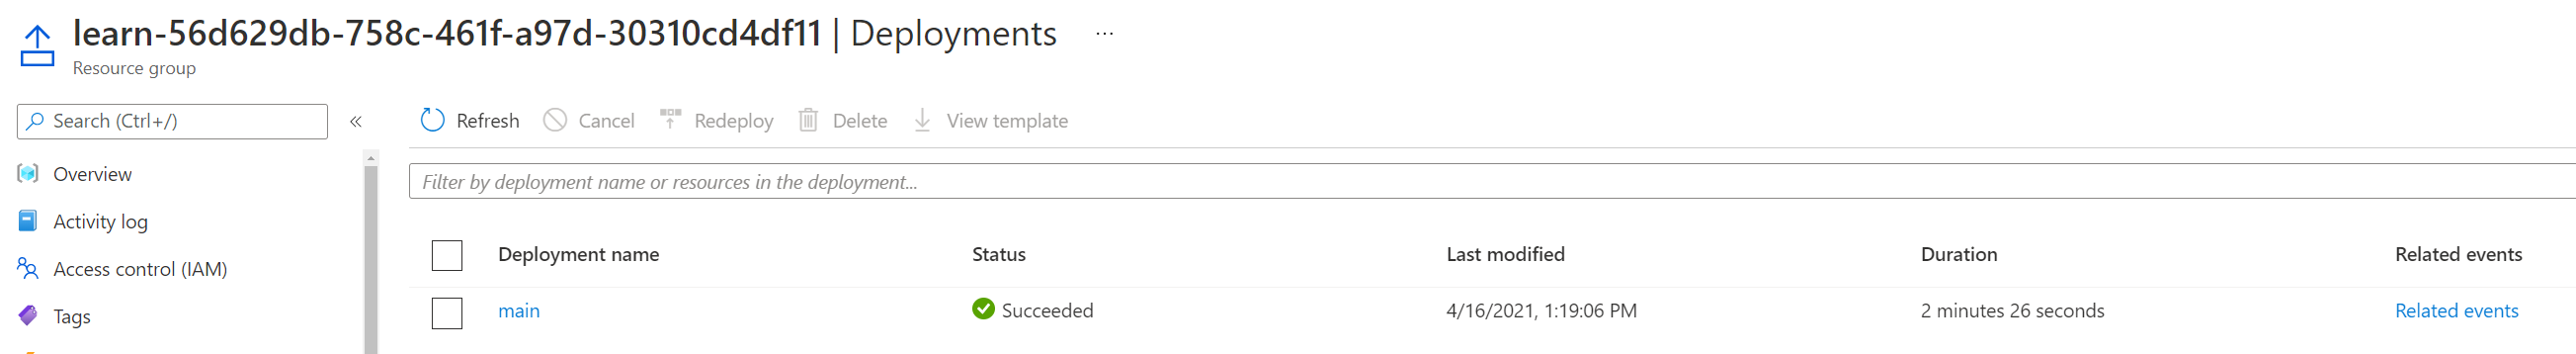 learn-56d629db-758c-461f-a97d-30310cd4df11 | Deployments ...
Resource group
Search (Ctrl+/) «
Refresh Cancel Redeploy Delete View template
Overview
Activity log
Access control (IAM)
Tags
Filter by deployment name or resources in the deployment...
Deployment name Status Last modified Duration Related events
main Succeeded 4/16/2021, 1:19:06 PM 2 minutes 26 seconds Related events